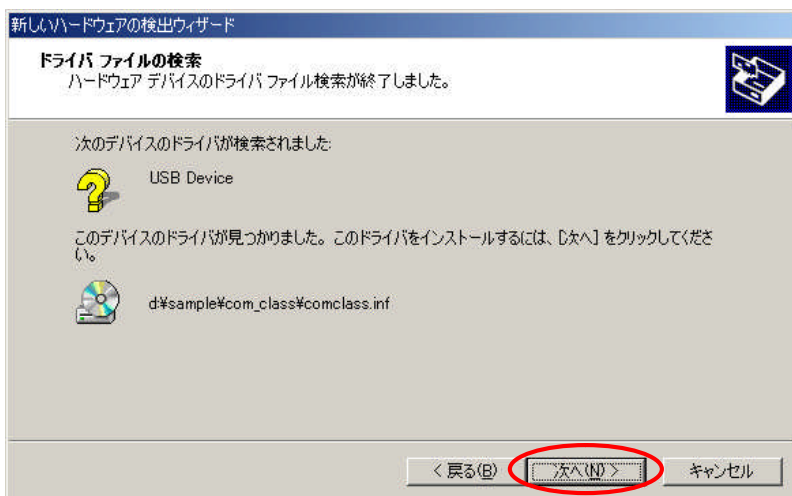 新しいハードウェアの検出ウィザード
ドライバ ファイルの検索
ハードウェア デバイスのドライバ ファイル検索が終了しました。
次のデバイスのドライバが検索されました:
USB Device
このデバイスのドライバが見つかりました。このドライバをインストールするには、[次へ] をクリックしてくださ
い。
d:¥sample¥com_class¥comclass.inf
< 戻る(B)
次へ(N) >
キャンセル